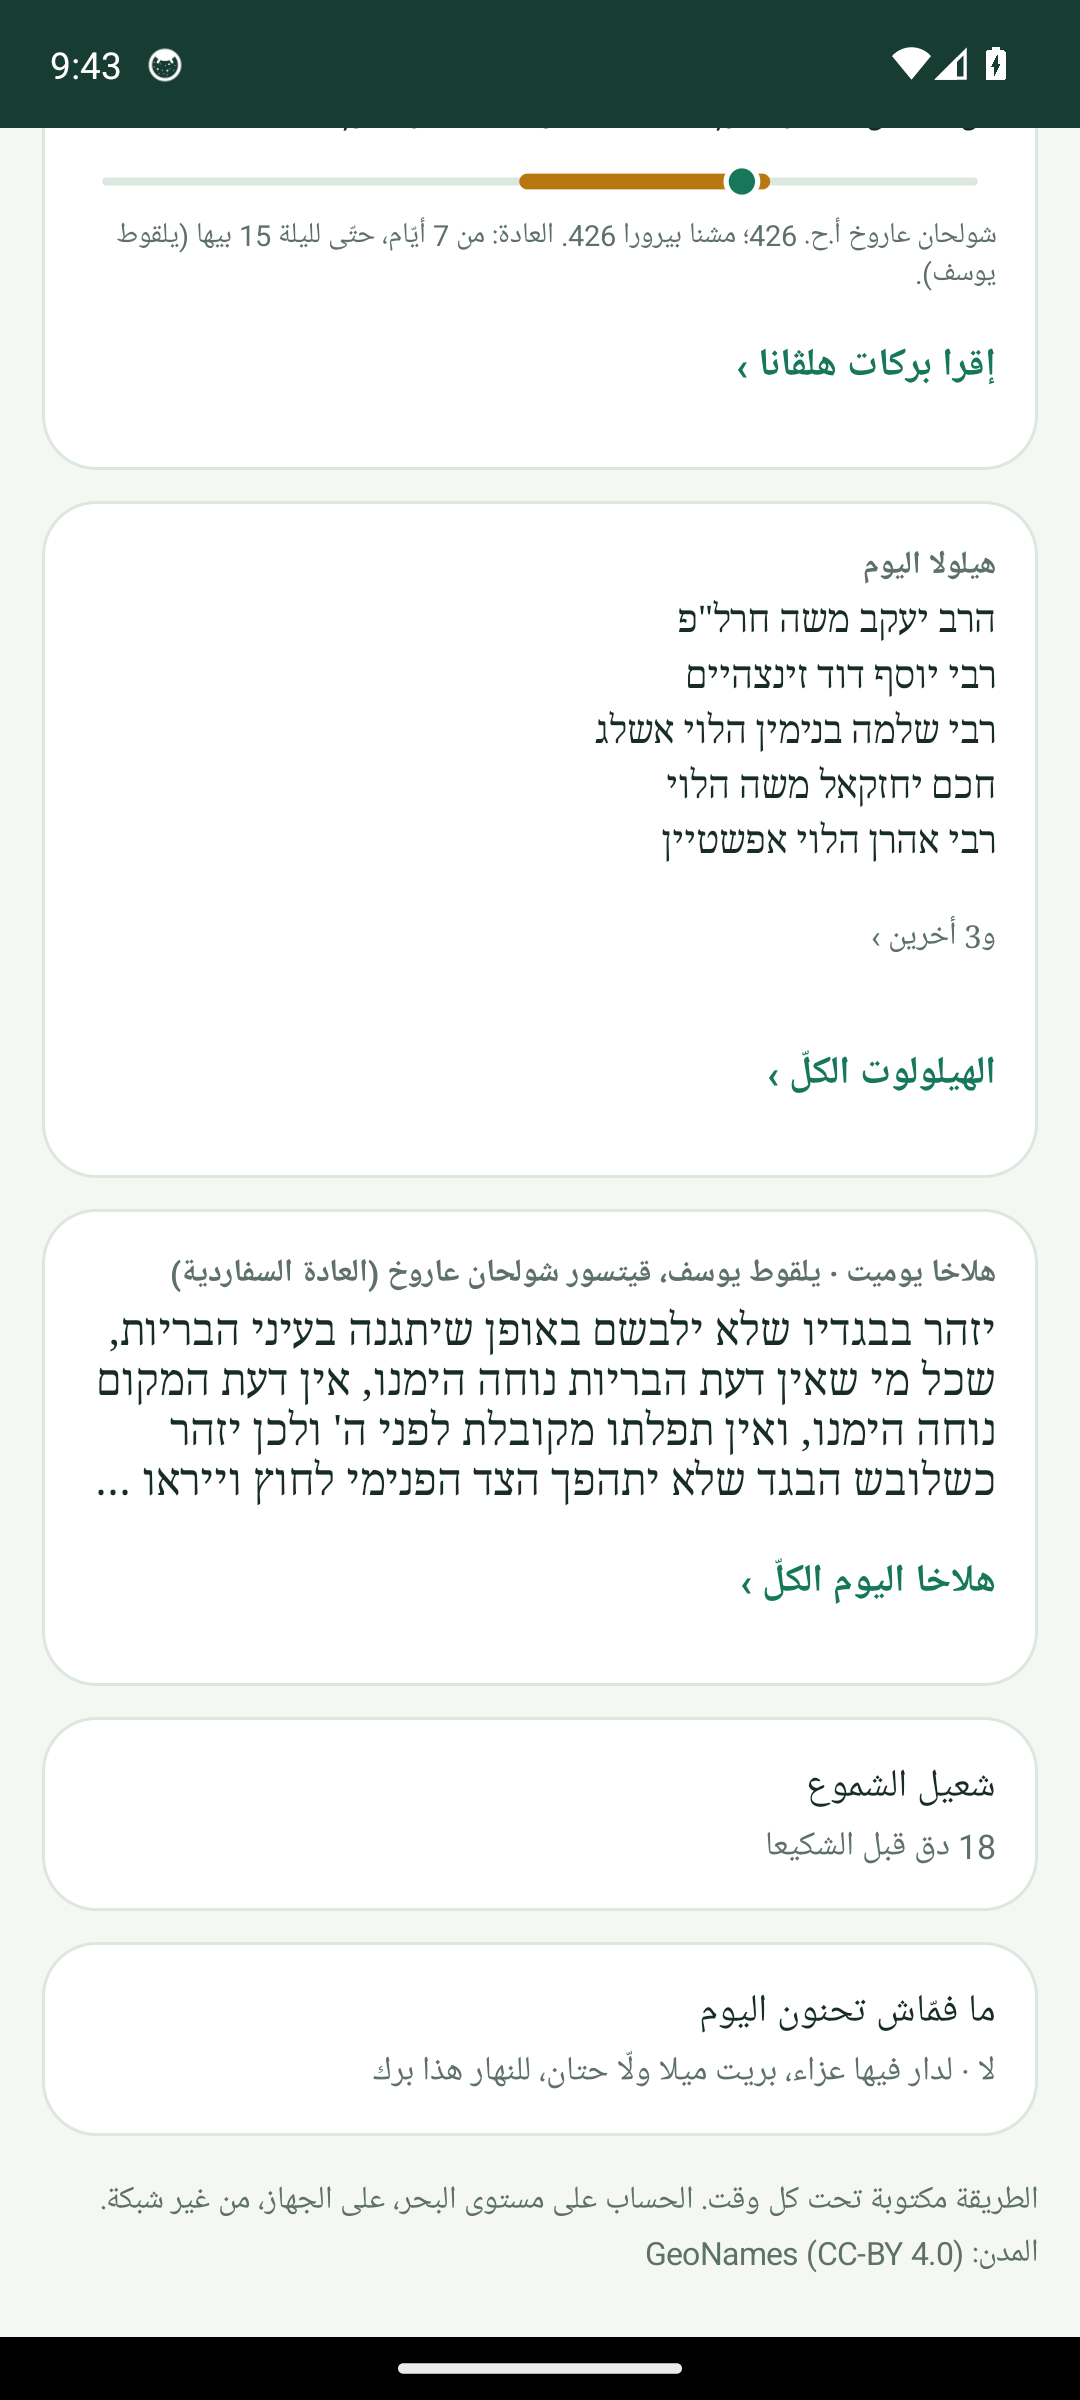 9:43
شولحان عاروخ أ.ح. 426؛ مشنا بيرورا 426. العادة: من 7 أيّام، حتّى لليلة 15 بيها (يلقوط
يوسف).
إقرا بركات هلڤانا ›
هيلولا اليوم
הרב יעקב משה חרל"פ
רבי יוסף דוד זינצהיים
רבי שלמה בנימין הלוי אשלג
חכם יחזקאל משה הלוי
רבי אהרן הלוי אפשטיין
و3 أخرين ›
الهيلولوت الكلّ ›
هلاخا يوميت · يلقوط يوسف، قيتسور شولحان عاروخ (العادة السفاردية)
יזהר בבגדיו שלא ילבשם באופן שיתגנה בעיני הבריות,
שכל מי שאין דעת הבריות נוחה הימנו, אין דעת המקום
נוחה הימנו, ואין תפלתו מקובלת לפני ה' ולכן יזהר
כשלובש הבגד שלא יתהפך הצד הפנימי לחוץ וייראו ...
هلاخا اليوم الكلّ ›
شعيل الشموع
18 دق قبل الشكيعا
ما فمّاش تحنون اليوم
لا · لدار فيها عزاء، بريت ميلا ولّا حتان، للنهار هذا برك
الطريقة مكتوبة تحت كل وقت. الحساب على مستوى البحر، على الجهاز، من غير شبكة.
المدن: GeoNames (CC-BY 4.0)